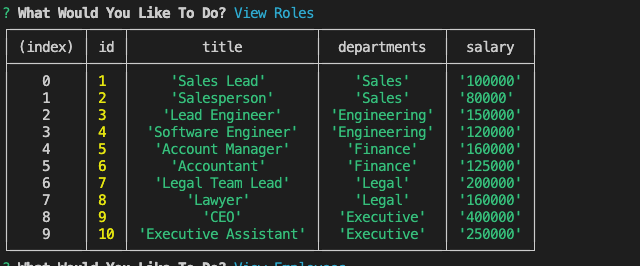 ? What Would You Like To Do? View Roles
(index) id title departments salary
0 1 'Sales Lead' 'Sales' '100000'
1 2 'Salesperson' 'Sales' '80000'
2 3 'Lead Engineer' 'Engineering' '150000'
3 4 'Software Engineer' 'Engineering' '120000'
4 5 'Account Manager' 'Finance' '160000'
5 6 'Accountant' 'Finance' '125000'
6 7 'Legal Team Lead' 'Legal' '200000'
7 8 'Lawyer' 'Legal' '160000'
8 9 'CEO' 'Executive' '400000'
9 10 'Executive Assistant' 'Executive' '250000'
? What Would You Like To Do? View Employees